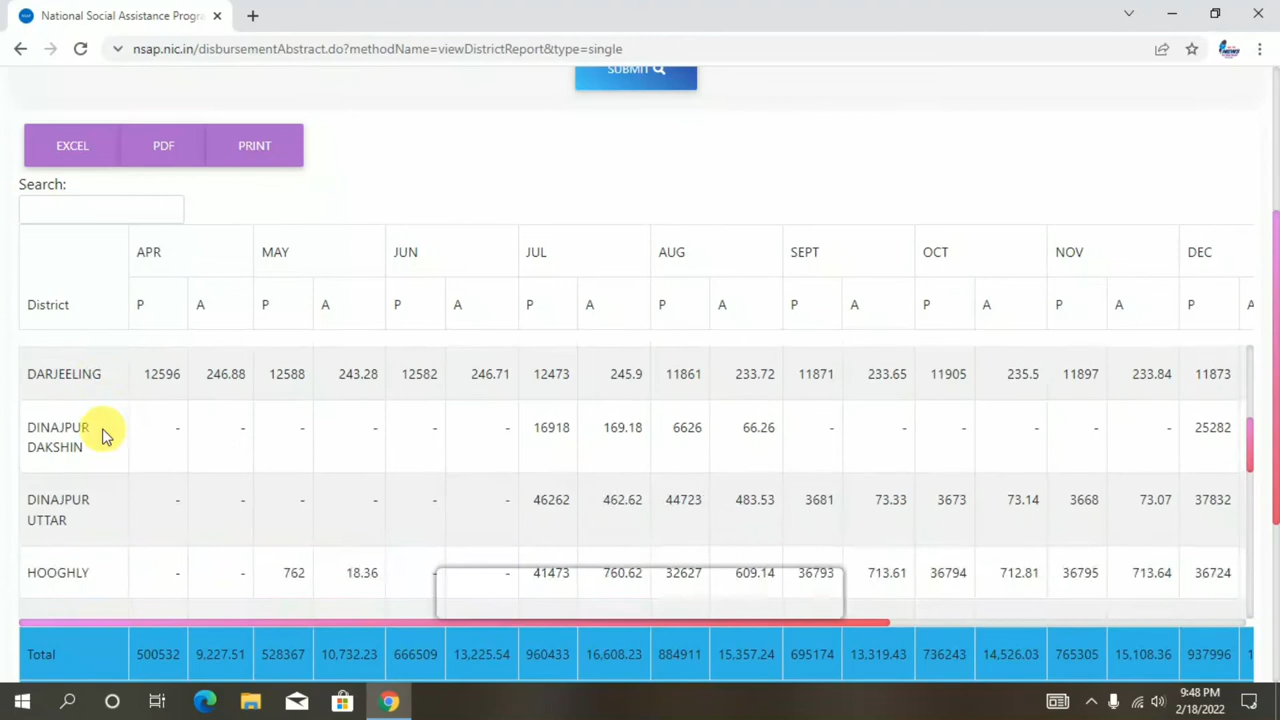 National Social Assistance Progra
nsap.nic.in/disbursementAbstract.do?methodName=viewDistrictReport&type=single
SUBMIT
EXCEL PDF PRINT
Search:
APR MAY JUN JUL AUG SEPT OCT NOV DEC
District P A P A P A P A P A P A P A P A P A
DARJEELING 12596 246.88 12588 243.28 12582 246.71 12473 245.9 11861 233.72 11871 233.65 11905 235.5 11897 233.84 11873
DINAJPUR - - - - - - 16918 169.18 6626 66.26 - - - - - - 25282
DAKSHIN
DINAJPUR - - - - - - 46262 462.62 44723 483.53 3681 73.33 3673 73.14 3668 73.07 37832
UTTAR
HOOGHLY - - 762 18.36 - - 41473 760.62 32627 609.14 36793 713.61 36794 712.81 36795 713.64 36724
Total 500532 9,227.51 528367 10,732.23 666509 13,225.54 960433 16,608.23 884911 15,357.24 695174 13,319.43 736243 14,526.03 765305 15,108.36 937996 1
9:48 PM
2/18/2022